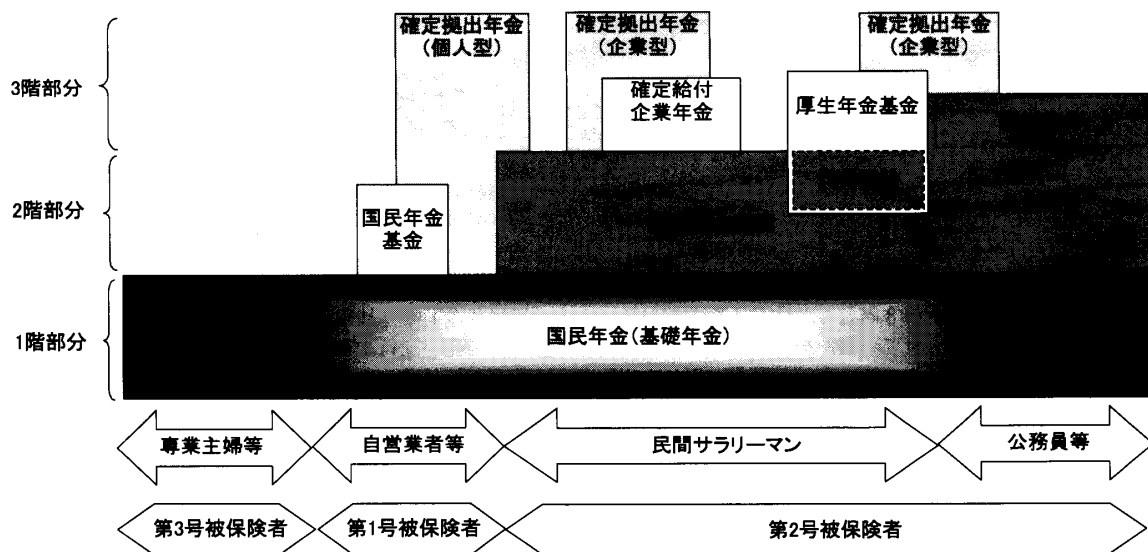 確定拠出年金
(個人型)
確定拠出年金
(企業型)
確定拠出年金
(企業型)
3階部分
確定給付
企業年金
厚生年金基金
2階部分
国民年金
基金
1階部分
国民年金(基礎年金)
専業主婦等
自営業者等
民間サラリーマン
公務員等
第3号被保険者
第1号被保険者
第2号被保険者